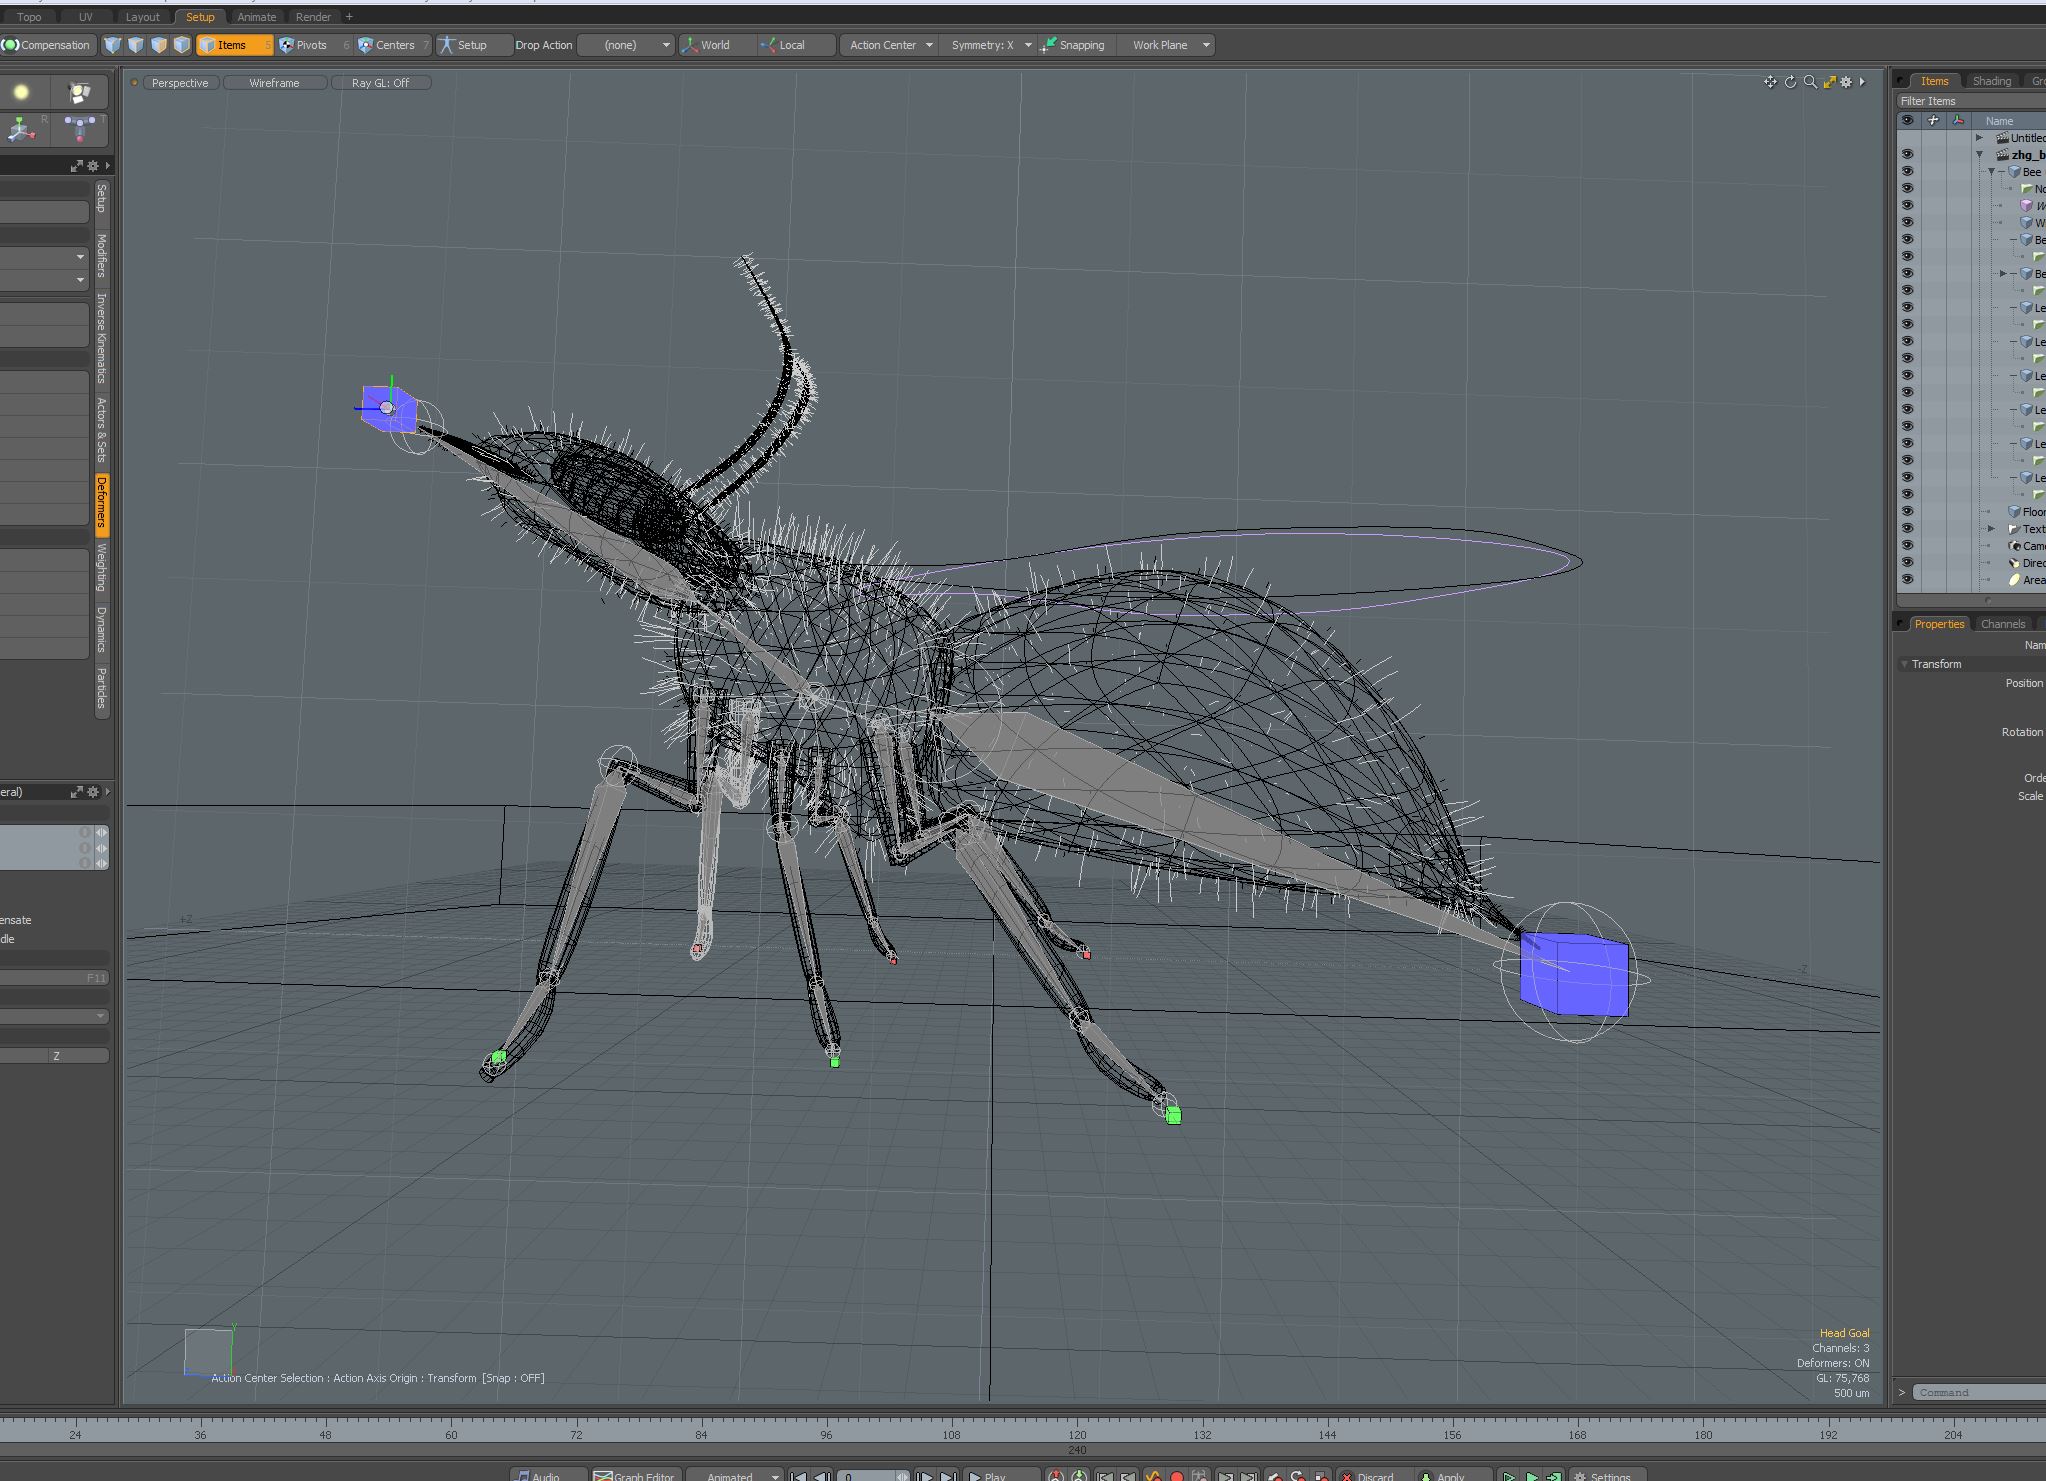 Topo UV Layout Setup Animate Render +
Compensation Items 5 Pivots 6 Centers 7 Setup Drop Action (none) World Local Action Center Symmetry: X Snapping Work Plane
Perspective Wireframe Ray GL: Off
R T
Setup
Modifiers
Inverse Kinematics
Actors & Sets
Deformers
Weighting
Dynamics
Particles
eral)
ensate
dle
F11
Z
+Z
-Z
Y
Action Center Selection : Action Axis Origin : Transform [Snap : OFF]
Head Goal
Channels: 3
Deformers: ON
GL: 75,768
500 um
Items Shading Gr
Filter Items
Name
Untitled
zhg_b
Bee
No
W
Be
Be
Le
Le
Le
Le
Le
Le
Floor
Text
Came
Direc
Area
Properties Channels
Nam
Transform
Position
Rotation
Orde
Scale
> Command
24 36 48 60 72 84 96 108 120 132 144 156 168 180 192 204
240
Audio Graph Editor Animated 0 Play Discard Apply Settings